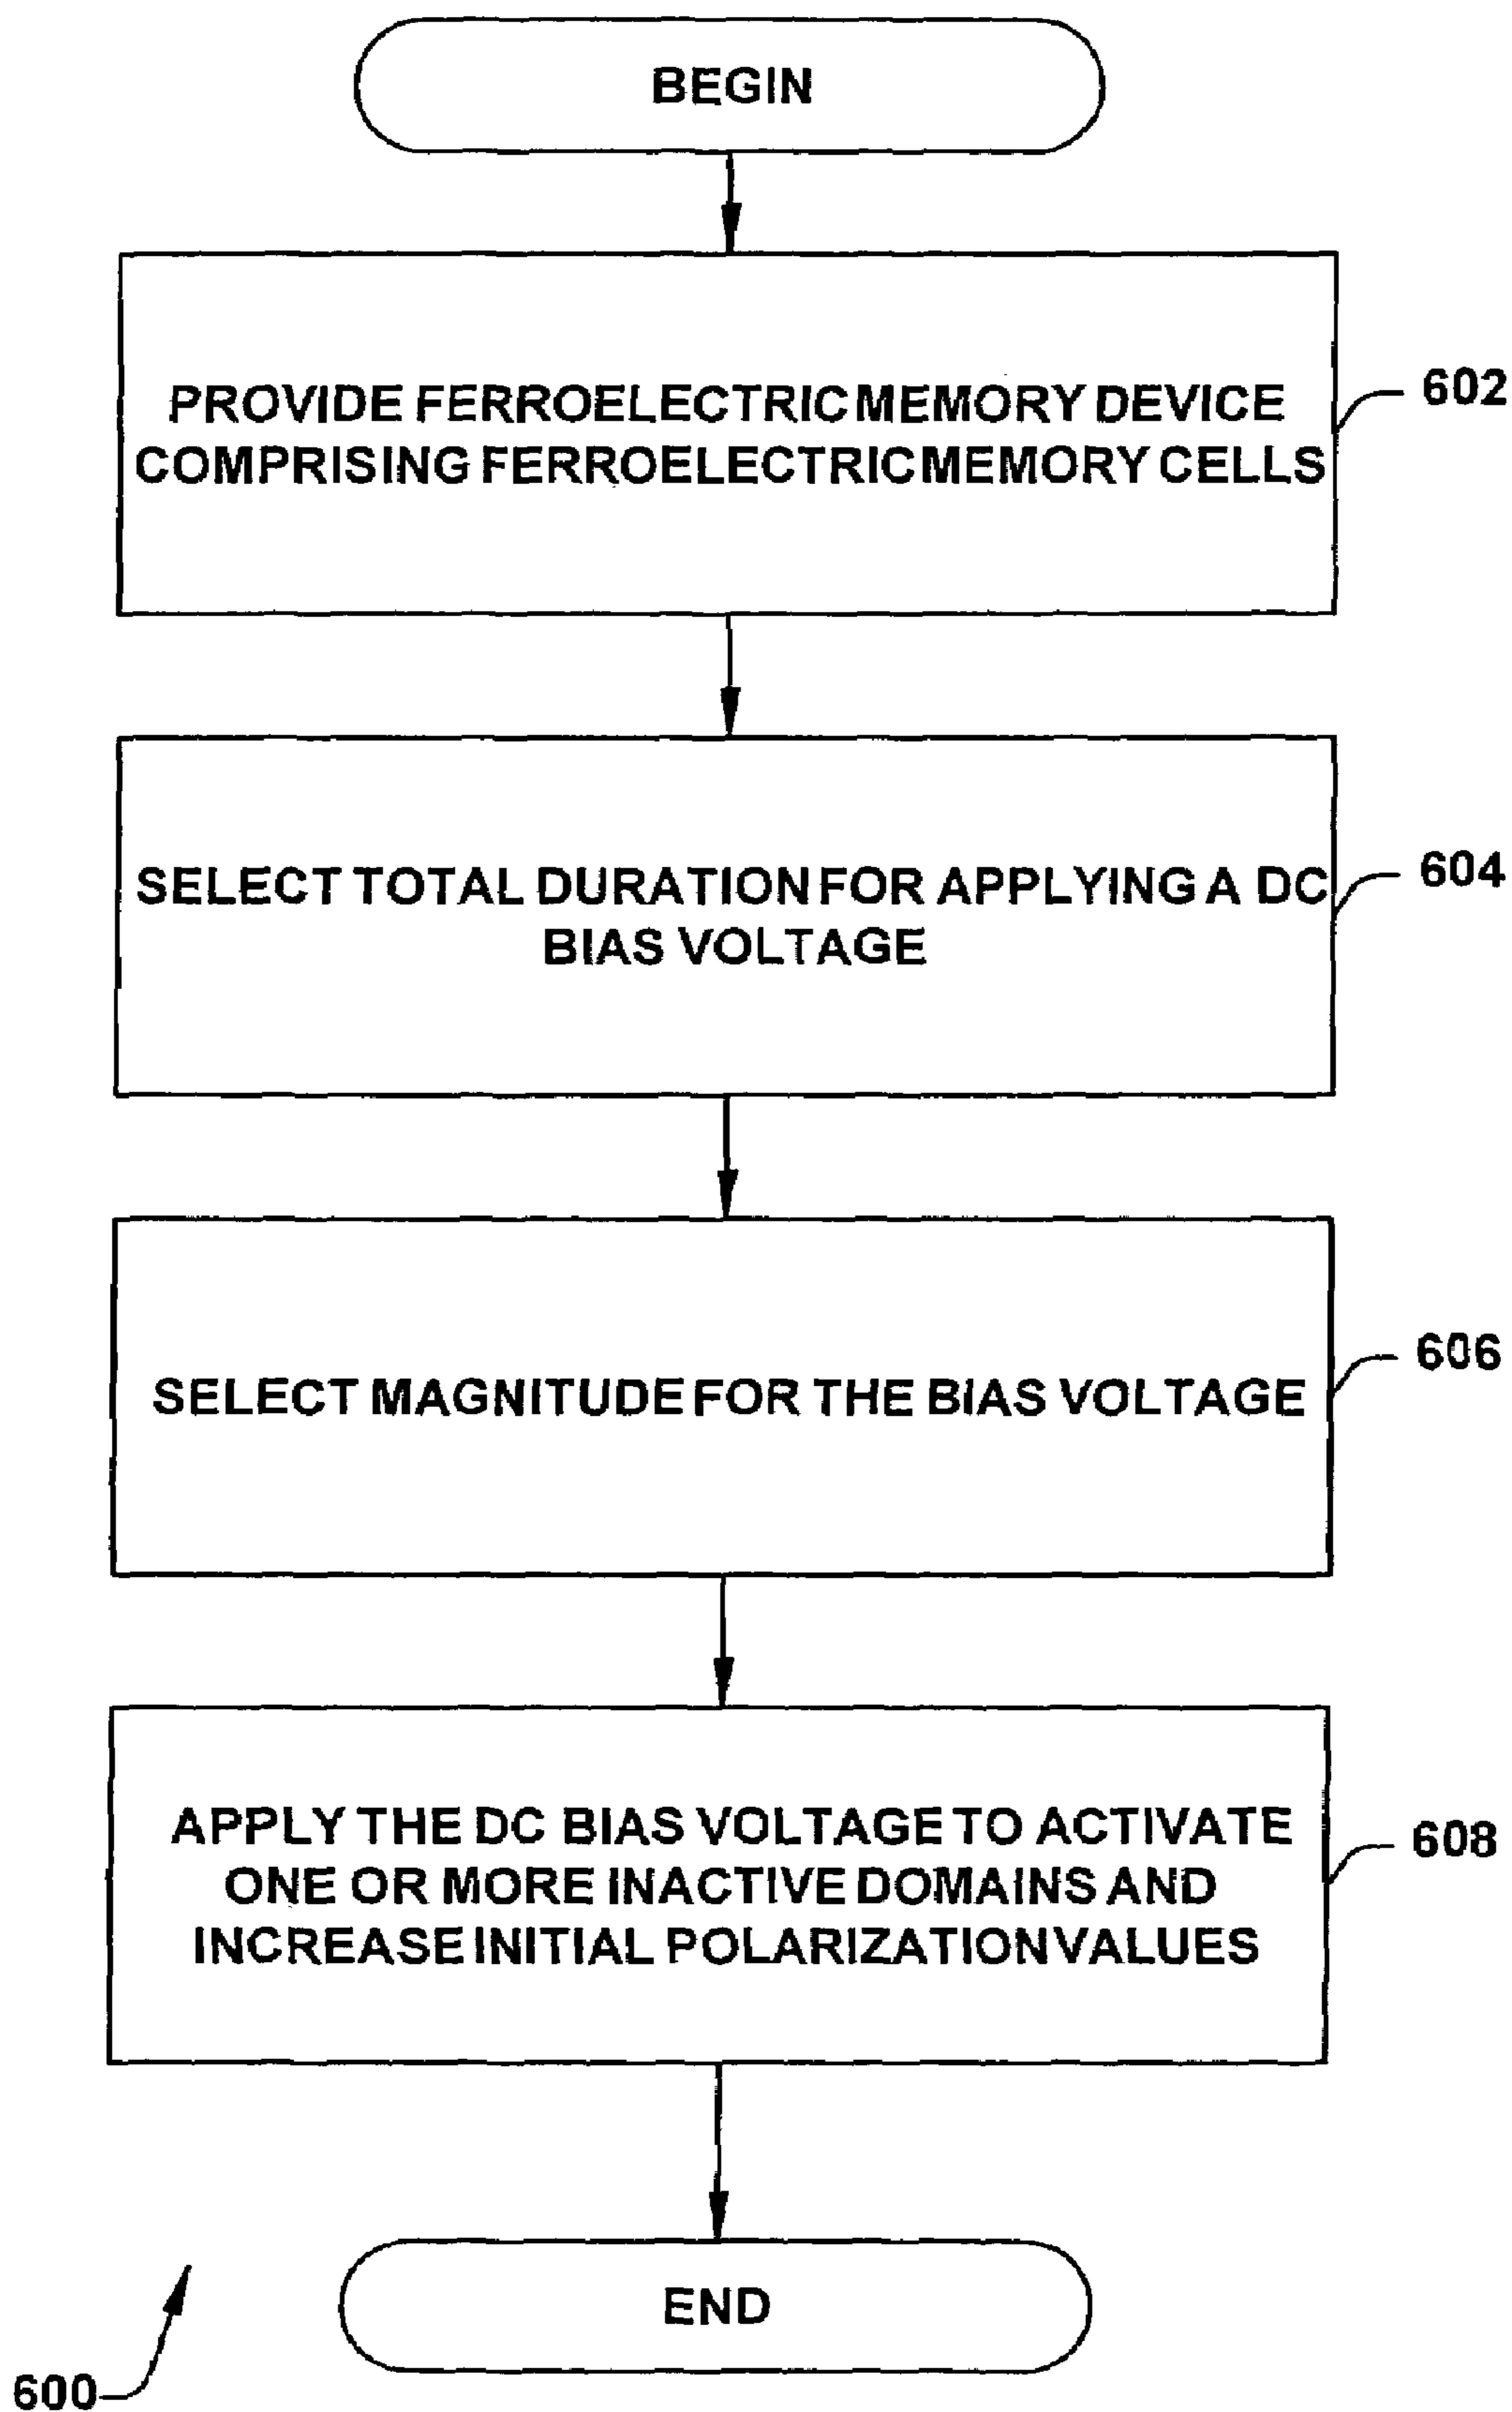 BEGIN
PROVIDE FERROELECTRIC MEMORY DEVICE
COMPRISING FERROELECTRIC MEMORY CELLS
602
SELECT TOTAL DURATION FOR APPLYING A DC
BIAS VOLTAGE
604
SELECT MAGNITUDE FOR THE BIAS VOLTAGE
606
APPLY THE DC BIAS VOLTAGE TO ACTIVATE
ONE OR MORE INACTIVE DOMAINS AND
INCREASE INITIAL POLARIZATION VALUES
608
END
600